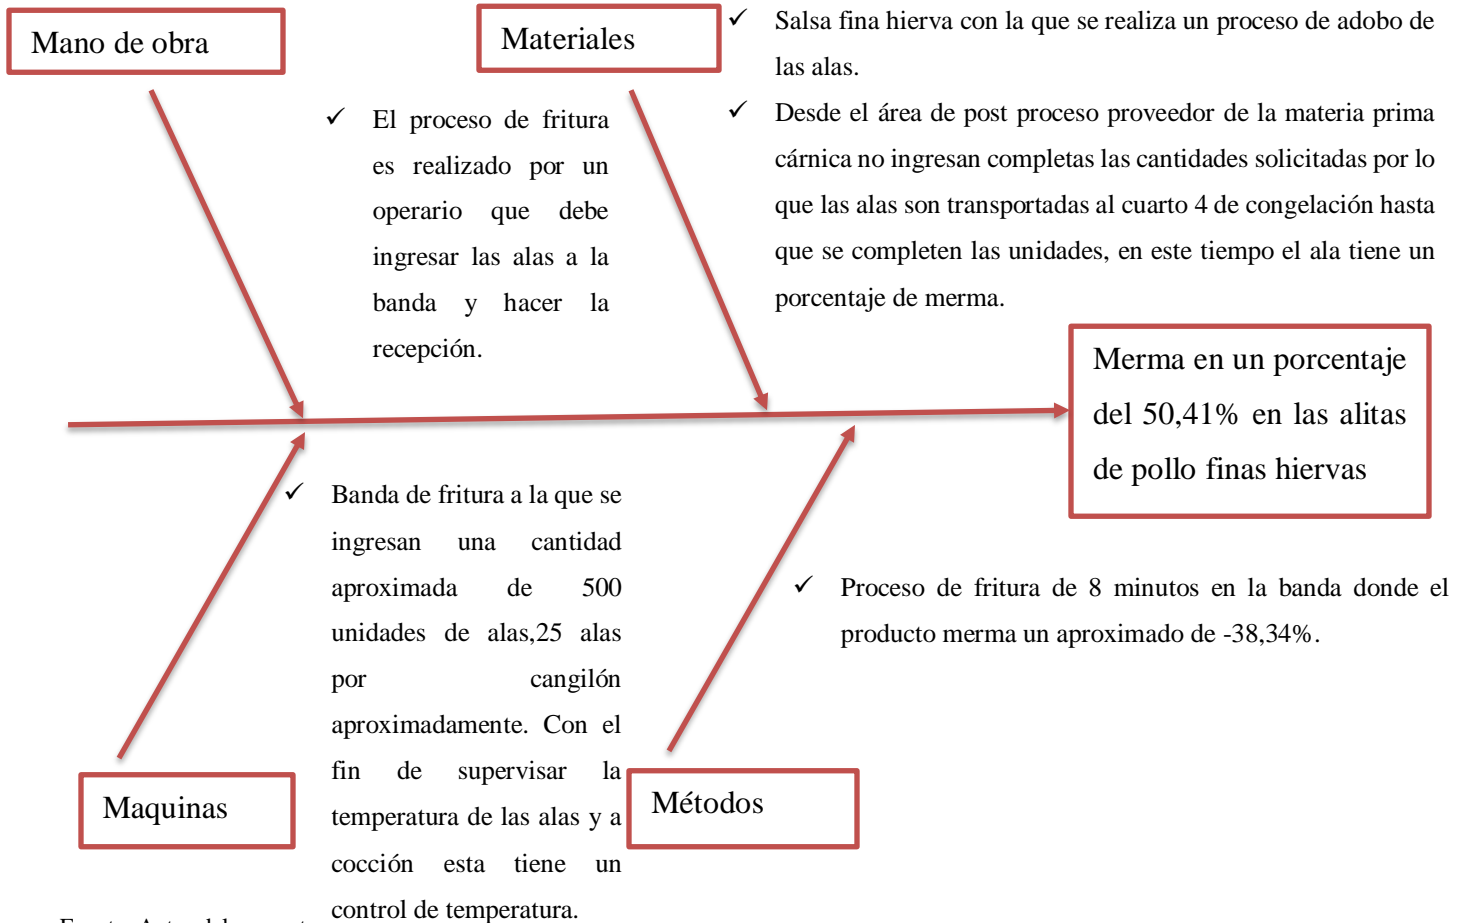 Mano de obra
Materiales
✓ Salsa fina hierva con la que se realiza un proceso de adobo de
las alas.
✓ Desde el área de post proceso proveedor de la materia prima
cárnica no ingresan completas las cantidades solicitadas por lo
que las alas son transportadas al cuarto 4 de congelación hasta
que se completen las unidades, en este tiempo el ala tiene un
porcentaje de merma.
✓ El proceso de fritura
es realizado por un
operario que debe
ingresar las alas a la
banda y hacer la
recepción.
Merma en un porcentaje
del 50,41% en las alitas
de pollo finas hiervas
✓ Banda de fritura a la que se
ingresan una cantidad
aproximada de 500
unidades de alas,25 alas
por cangilón
aproximadamente. Con el
fin de supervisar la
temperatura de las alas y a
cocción esta tiene un
control de temperatura.
✓ Proceso de fritura de 8 minutos en la banda donde el
producto merma un aproximado de -38,34%.
Maquinas
Métodos